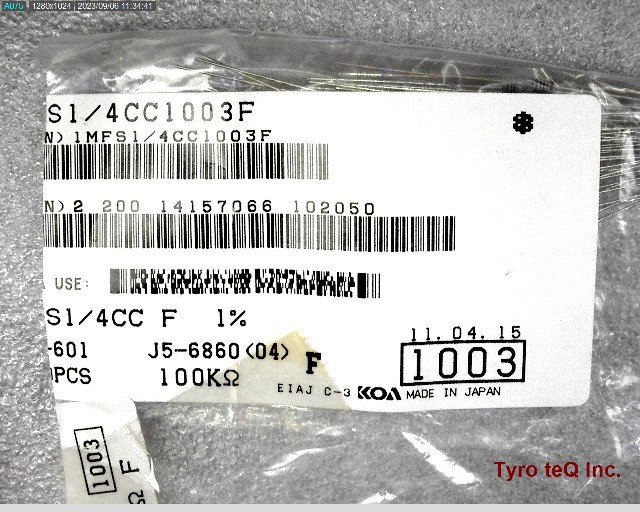 A075 1280x1024 , 2023/09/06 11:34:41
S1/4CC1003F
N) 1MFS1/4CC1003F
N) 2 200 14157066 102050
USE:
S1/4CC F 1%
-601 J5-6860(04) F
PCS 100KΩ
11.04.15
1003
EIAJ C-3 KOA MADE IN JAPAN
1003
Ω F
Tyro teQ Inc.